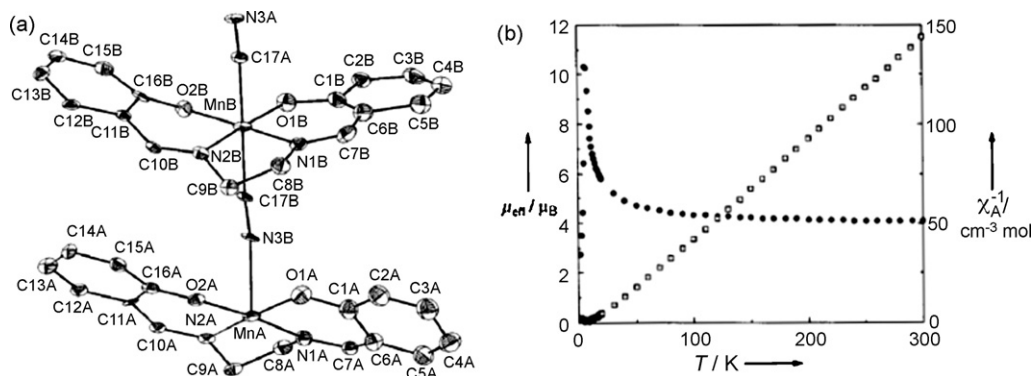 (a)
N3A
C17A
C14B
C15B
C16B
C13B
C12B
C11B
O2B
MnB
C2B
C1B
C3B
C4B
O1B
C6B
C5B
C10B
N2B
N1B
C7B
C9B
C8B
C17B
N3B
C14A
C15A
C16A
C13A
C12A
C11A
O2A
O1A
C2A
C1A
C3A
N2A
MnA
C10A
N1A
C7A
C6A
C4A
C5A
C9A
C8A
(b)
12
10
8
6
4
2
0
μeff / μB
150
100
50
0
χA⁻¹/
cm⁻³ mol
0 100 200 300
T / K